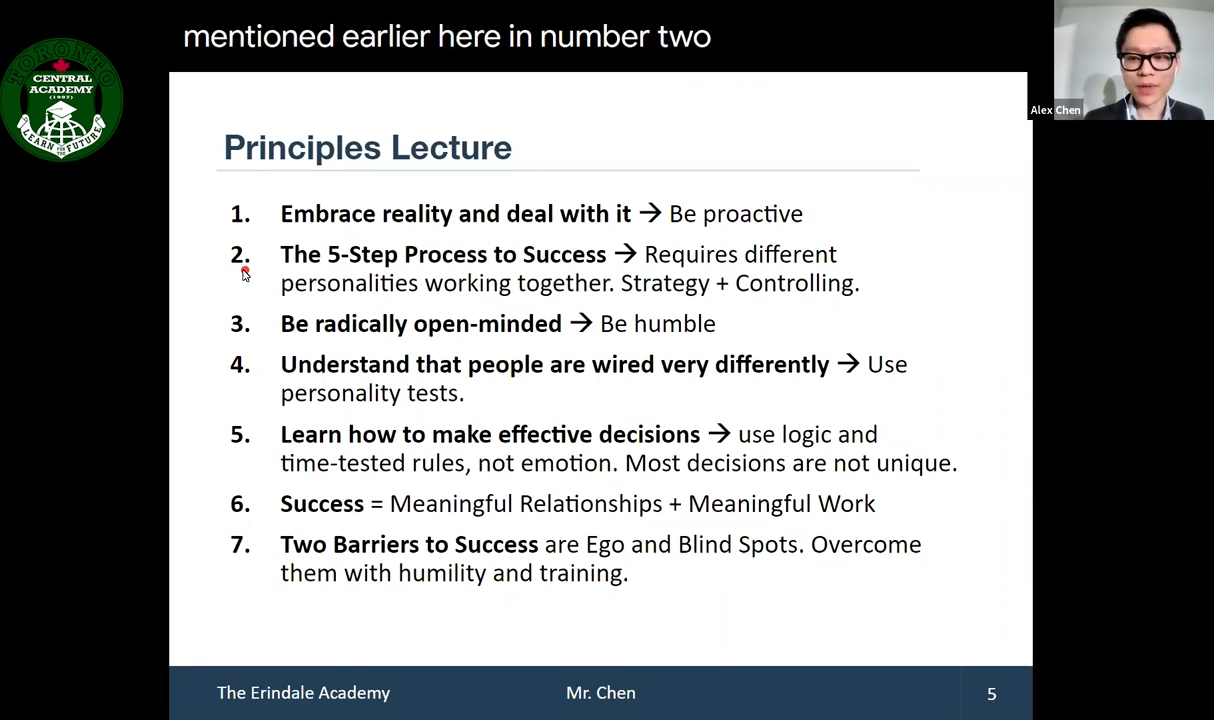 mentioned earlier here in number two
TORONTO
CENTRAL
ACADEMY
(1997)
LEARN FOR THE FUTURE
Alex Chen
Principles Lecture
1. Embrace reality and deal with it → Be proactive
2. The 5-Step Process to Success → Requires different
personalities working together. Strategy + Controlling.
3. Be radically open-minded → Be humble
4. Understand that people are wired very differently → Use
personality tests.
5. Learn how to make effective decisions → use logic and
time-tested rules, not emotion. Most decisions are not unique.
6. Success = Meaningful Relationships + Meaningful Work
7. Two Barriers to Success are Ego and Blind Spots. Overcome
them with humility and training.
The Erindale Academy Mr. Chen 5